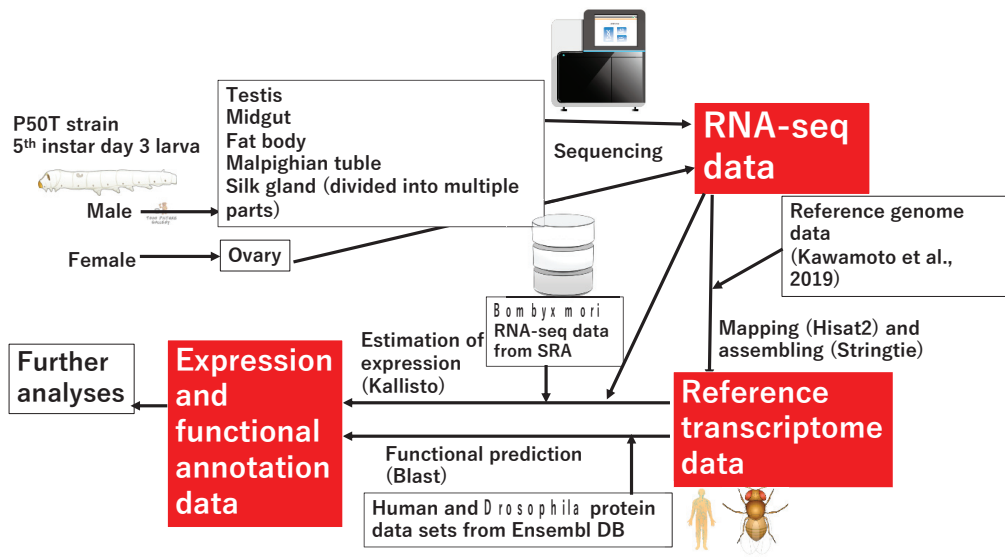 P50T strain
5th instar day 3 larva
Male
Female
Testis
Midgut
Fat body
Malpighian tuble
Silk gland (divided into multiple
parts)
Ovary
Sequencing
RNA-seq
data
Reference genome
data
(Kawamoto et al.,
2019)
Bombyx mori
RNA-seq data
from SRA
Mapping (Hisat2) and
assembling (Stringtie)
Estimation of
expression
(Kallisto)
Further
analyses
Expression
and
functional
annotation
data
Reference
transcriptome
data
Functional prediction
(Blast)
Human and Drosophila protein
data sets from Ensembl DB